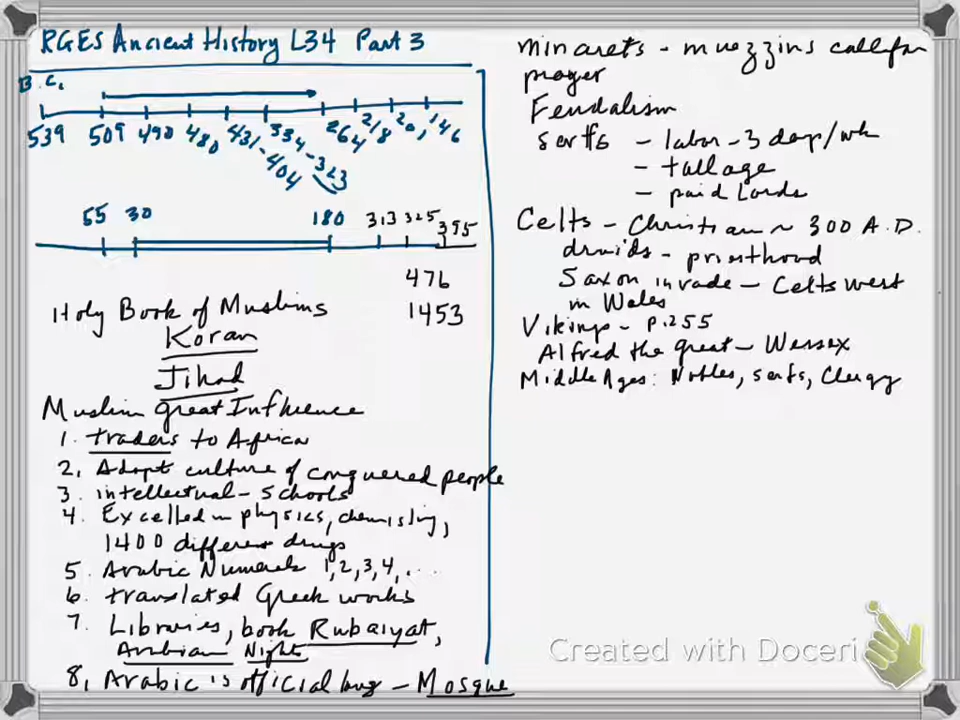 RGES Ancient History L34 Part 3
B.C.
539 509 490 480 431-404 334-323 264 218 201 146
55 30 180 313 325 395
476
1453
Holy Book of Muslims
Koran
Jihad
Muslim great Influence
1. traders to Africa
2. Adopt culture of conquered people
3. intellectual - schools
4. Excelled in physics, chemistry,
1400 different drugs
5. Arabic Numerals 1,2,3,4,...
6. translated Greek works
7. Libraries, book Rubaiyat,
Arabian Nights
8. Arabic is official lang - Mosque
minarets - muezzins call for
prayer
Feudalism
serfs - labor - 3 days/wk
- tallage
- paid Lords
Celts - Christian ~ 300 A.D.
druids - priesthood
Saxon invade - Celts west
in Wales
Vikings - P.255
Alfred the great - Wessex
Middle Ages: Nobles, serfs, Clergy
Created with Doceri